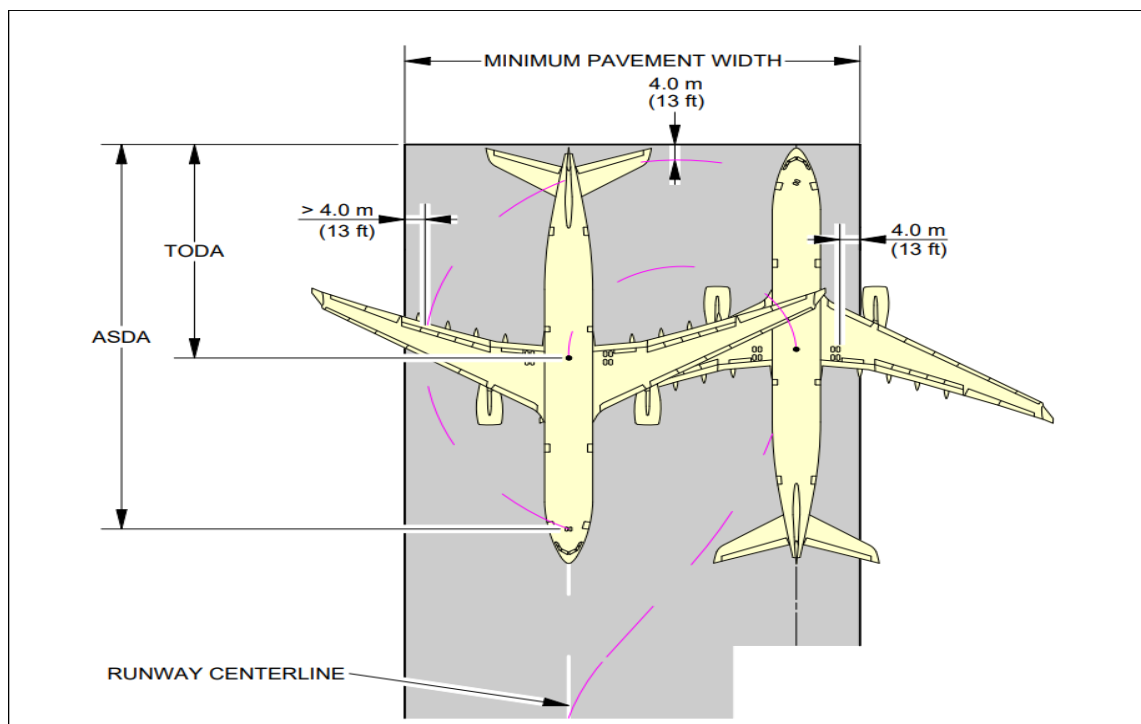 MINIMUM PAVEMENT WIDTH
4.0 m
(13 ft)
> 4.0 m
(13 ft)
4.0 m
(13 ft)
TODA
ASDA
RUNWAY CENTERLINE